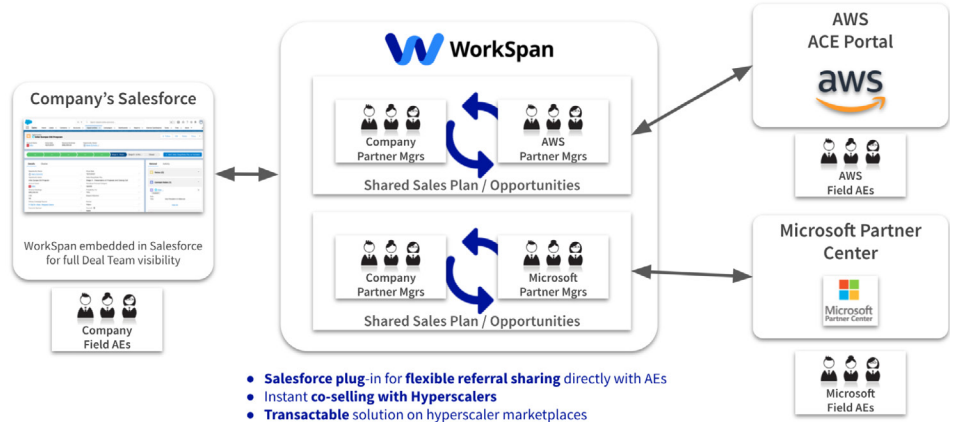 Company's Salesforce
WorkSpan embedded in Salesforce
for full Deal Team visibility
Company
Field AEs
WorkSpan
Company
Partner Mgrs
AWS
Partner Mgrs
Shared Sales Plan / Opportunities
Company
Partner Mgrs
Microsoft
Partner Mgrs
Shared Sales Plan / Opportunities
AWS
ACE Portal
aws
AWS
Field AEs
Microsoft Partner
Center
Microsoft
Partner Center
Microsoft
Field AEs
● Salesforce plug-in for flexible referral sharing directly with AEs
● Instant co-selling with Hyperscalers
● Transactable solution on hyperscaler marketplaces